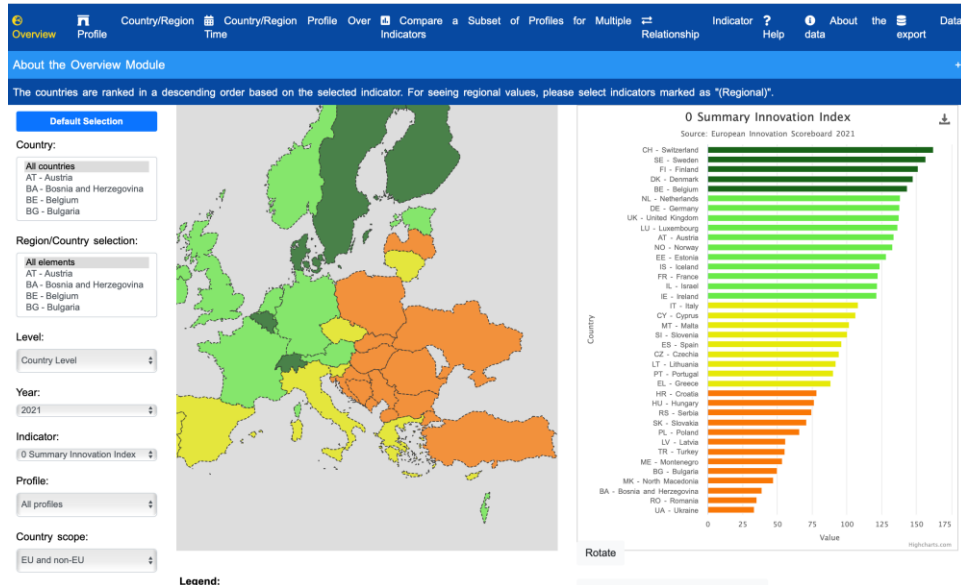 Overview
Country/Region Profile
Country/Region Profile Over Time
Compare a Subset of Profiles for Multiple Indicators
Indicator Relationship
? Help
About the data
Data export
About the Overview Module +
The countries are ranked in a descending order based on the selected indicator. For seeing regional values, please select indicators marked as "(Regional)".
Default Selection
Country:
All countries
AT - Austria
BA - Bosnia and Herzegovina
BE - Belgium
BG - Bulgaria
Region/Country selection:
All elements
AT - Austria
BA - Bosnia and Herzegovina
BE - Belgium
BG - Bulgaria
Level:
Country Level
Year:
2021
Indicator:
0 Summary Innovation Index
Profile:
All profiles
Country scope:
EU and non-EU
Legend:
0 Summary Innovation Index
Source: European Innovation Scoreboard 2021
Country
CH - Switzerland
SE - Sweden
FI - Finland
DK - Denmark
BE - Belgium
NL - Netherlands
DE - Germany
UK - United Kingdom
LU - Luxembourg
AT - Austria
NO - Norway
EE - Estonia
IS - Iceland
FR - France
IL - Israel
IE - Ireland
IT - Italy
CY - Cyprus
MT - Malta
SI - Slovenia
ES - Spain
CZ - Czechia
LT - Lithuania
PT - Portugal
EL - Greece
HR - Croatia
HU - Hungary
RS - Serbia
SK - Slovakia
PL - Poland
LV - Latvia
TR - Turkey
ME - Montenegro
BG - Bulgaria
MK - North Macedonia
BA - Bosnia and Herzegovina
RO - Romania
UA - Ukraine
0 25 50 75 100 125 150 175
Value
Highcharts.com
Rotate